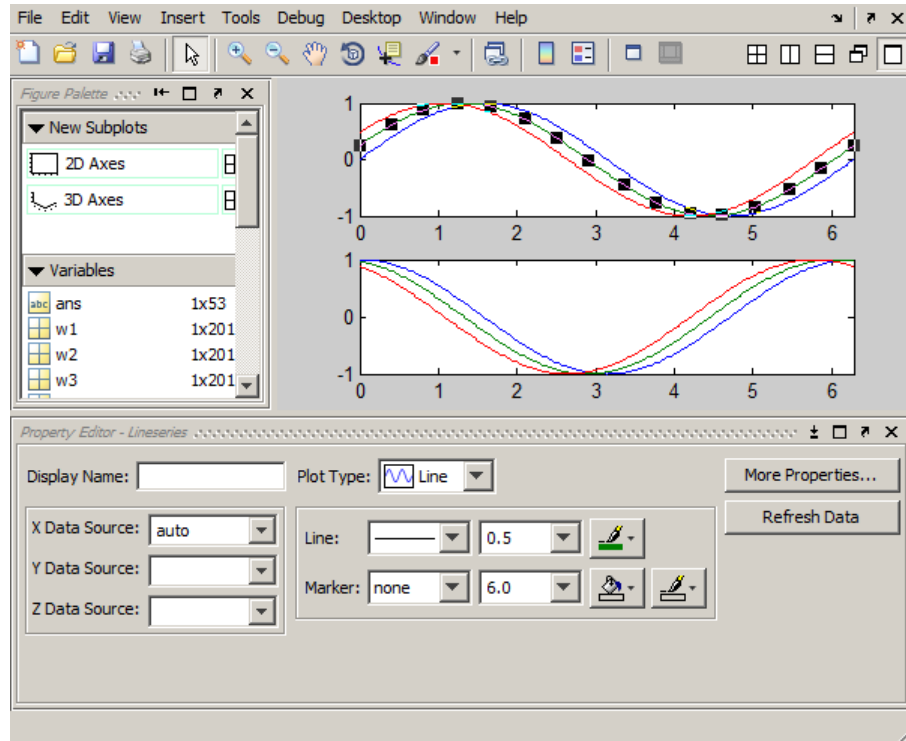 File Edit View Insert Tools Debug Desktop Window Help
Figure Palette
New Subplots
2D Axes
3D Axes
Variables
abc ans 1x53
w1 1x201
w2 1x201
w3 1x201
1
0
-1
0 1 2 3 4 5 6
1
0
-1
0 1 2 3 4 5 6
Property Editor - Lineseries
Display Name: Plot Type: Line More Properties...
X Data Source: auto Line: 0.5 Refresh Data
Y Data Source: Marker: none 6.0
Z Data Source: